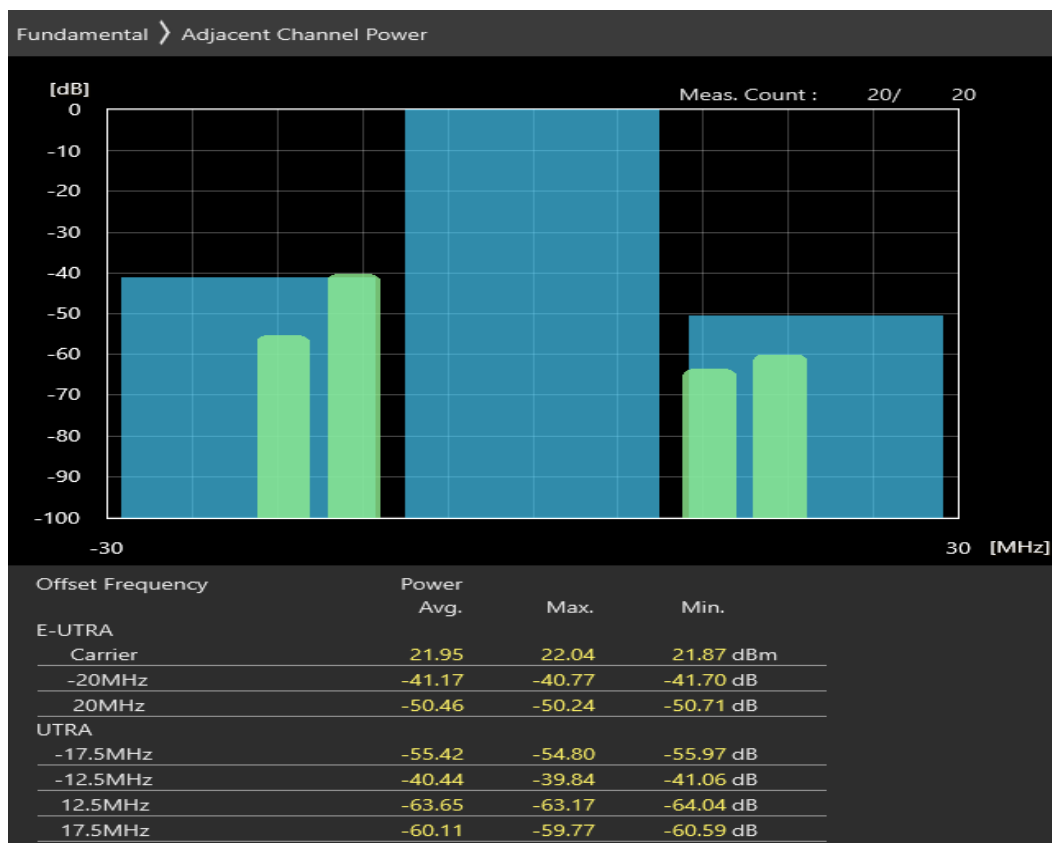 Fundamental 〉 Adjacent Channel Power
[dB]
Meas. Count : 20/ 20
0
-10
-20
-30
-40
-50
-60
-70
-80
-90
-100
-30 30 [MHz]
Offset Frequency Power
Avg. Max. Min.
E-UTRA
Carrier 21.95 22.04 21.87 dBm
-20MHz -41.17 -40.77 -41.70 dB
20MHz -50.46 -50.24 -50.71 dB
UTRA
-17.5MHz -55.42 -54.80 -55.97 dB
-12.5MHz -40.44 -39.84 -41.06 dB
12.5MHz -63.65 -63.17 -64.04 dB
17.5MHz -60.11 -59.77 -60.59 dB